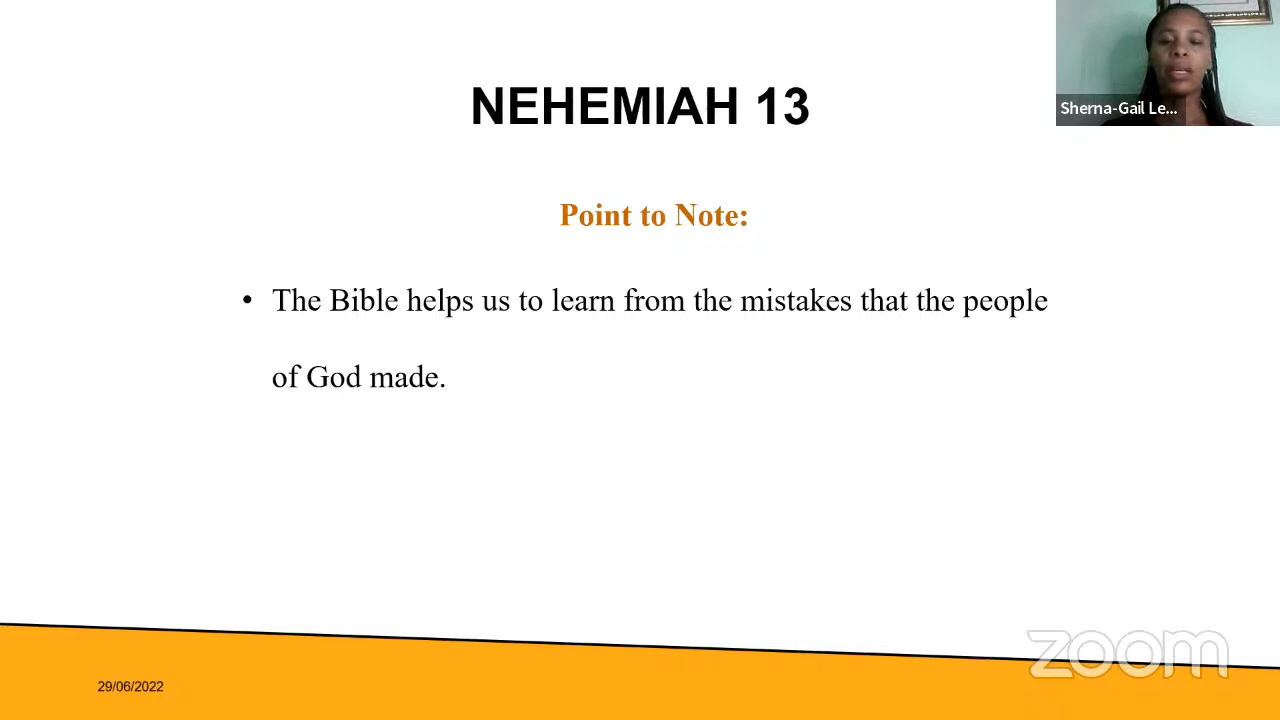 NEHEMIAH 13
Sherna-Gail Le...
Point to Note:
• The Bible helps us to learn from the mistakes that the people
of God made.
zoom
29/06/2022